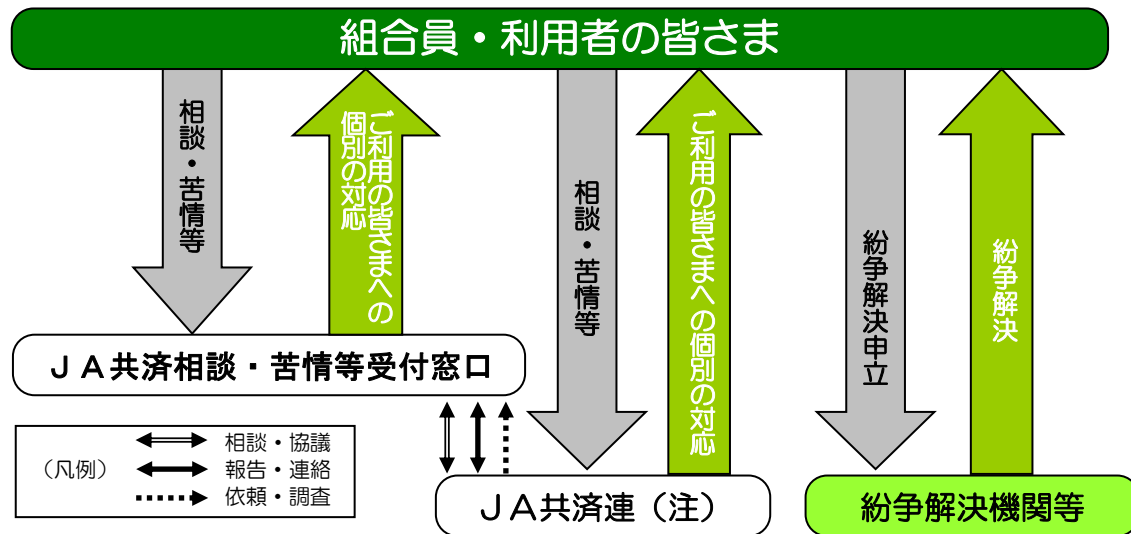 組合員・利用者の皆さま
相談・苦情等
ご利用の皆さまへの
個別の対応
相談・苦情等
ご利用の皆さまへの個別の対応
紛争解決申立
紛争解決
JA共済相談・苦情等受付窓口
(凡例)
相談・協議
報告・連絡
依頼・調査
JA共済連(注)
紛争解決機関等